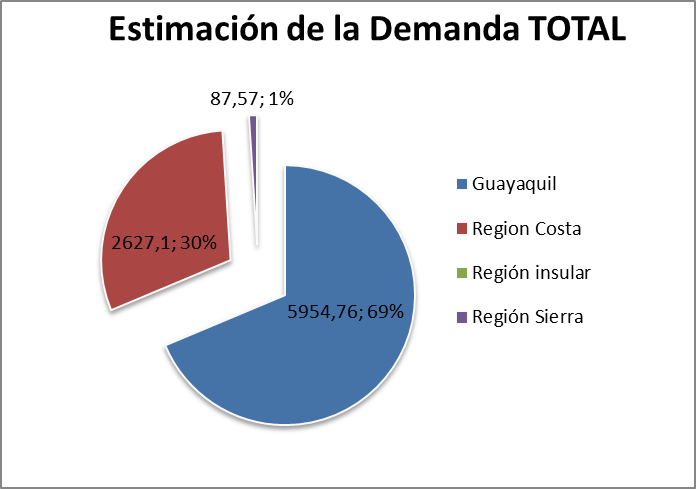 Estimación de la Demanda TOTAL
87,57; 1%
2627,1; 30%
5954,76; 69%
Guayaquil
Region Costa
Región insular
Región Sierra